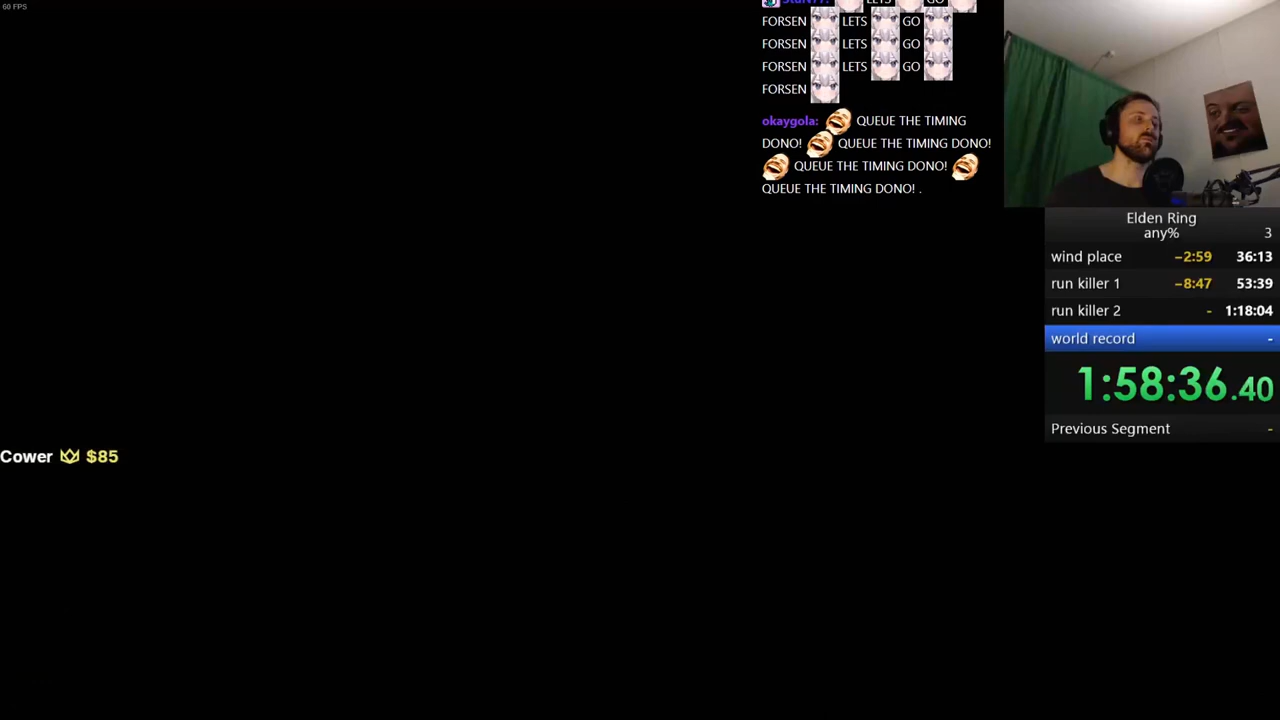 60 FPS
LETS GO
FORSEN LETS GO
FORSEN LETS GO
FORSEN LETS GO
FORSEN
okaygola: QUEUE THE TIMING
DONO! QUEUE THE TIMING DONO!
QUEUE THE TIMING DONO!
QUEUE THE TIMING DONO! .
Elden Ring
any% 3
wind place −2:59 36:13
run killer 1 −8:47 53:39
run killer 2 - 1:18:04
world record -
1:58:36.40
Previous Segment -
Cower $85